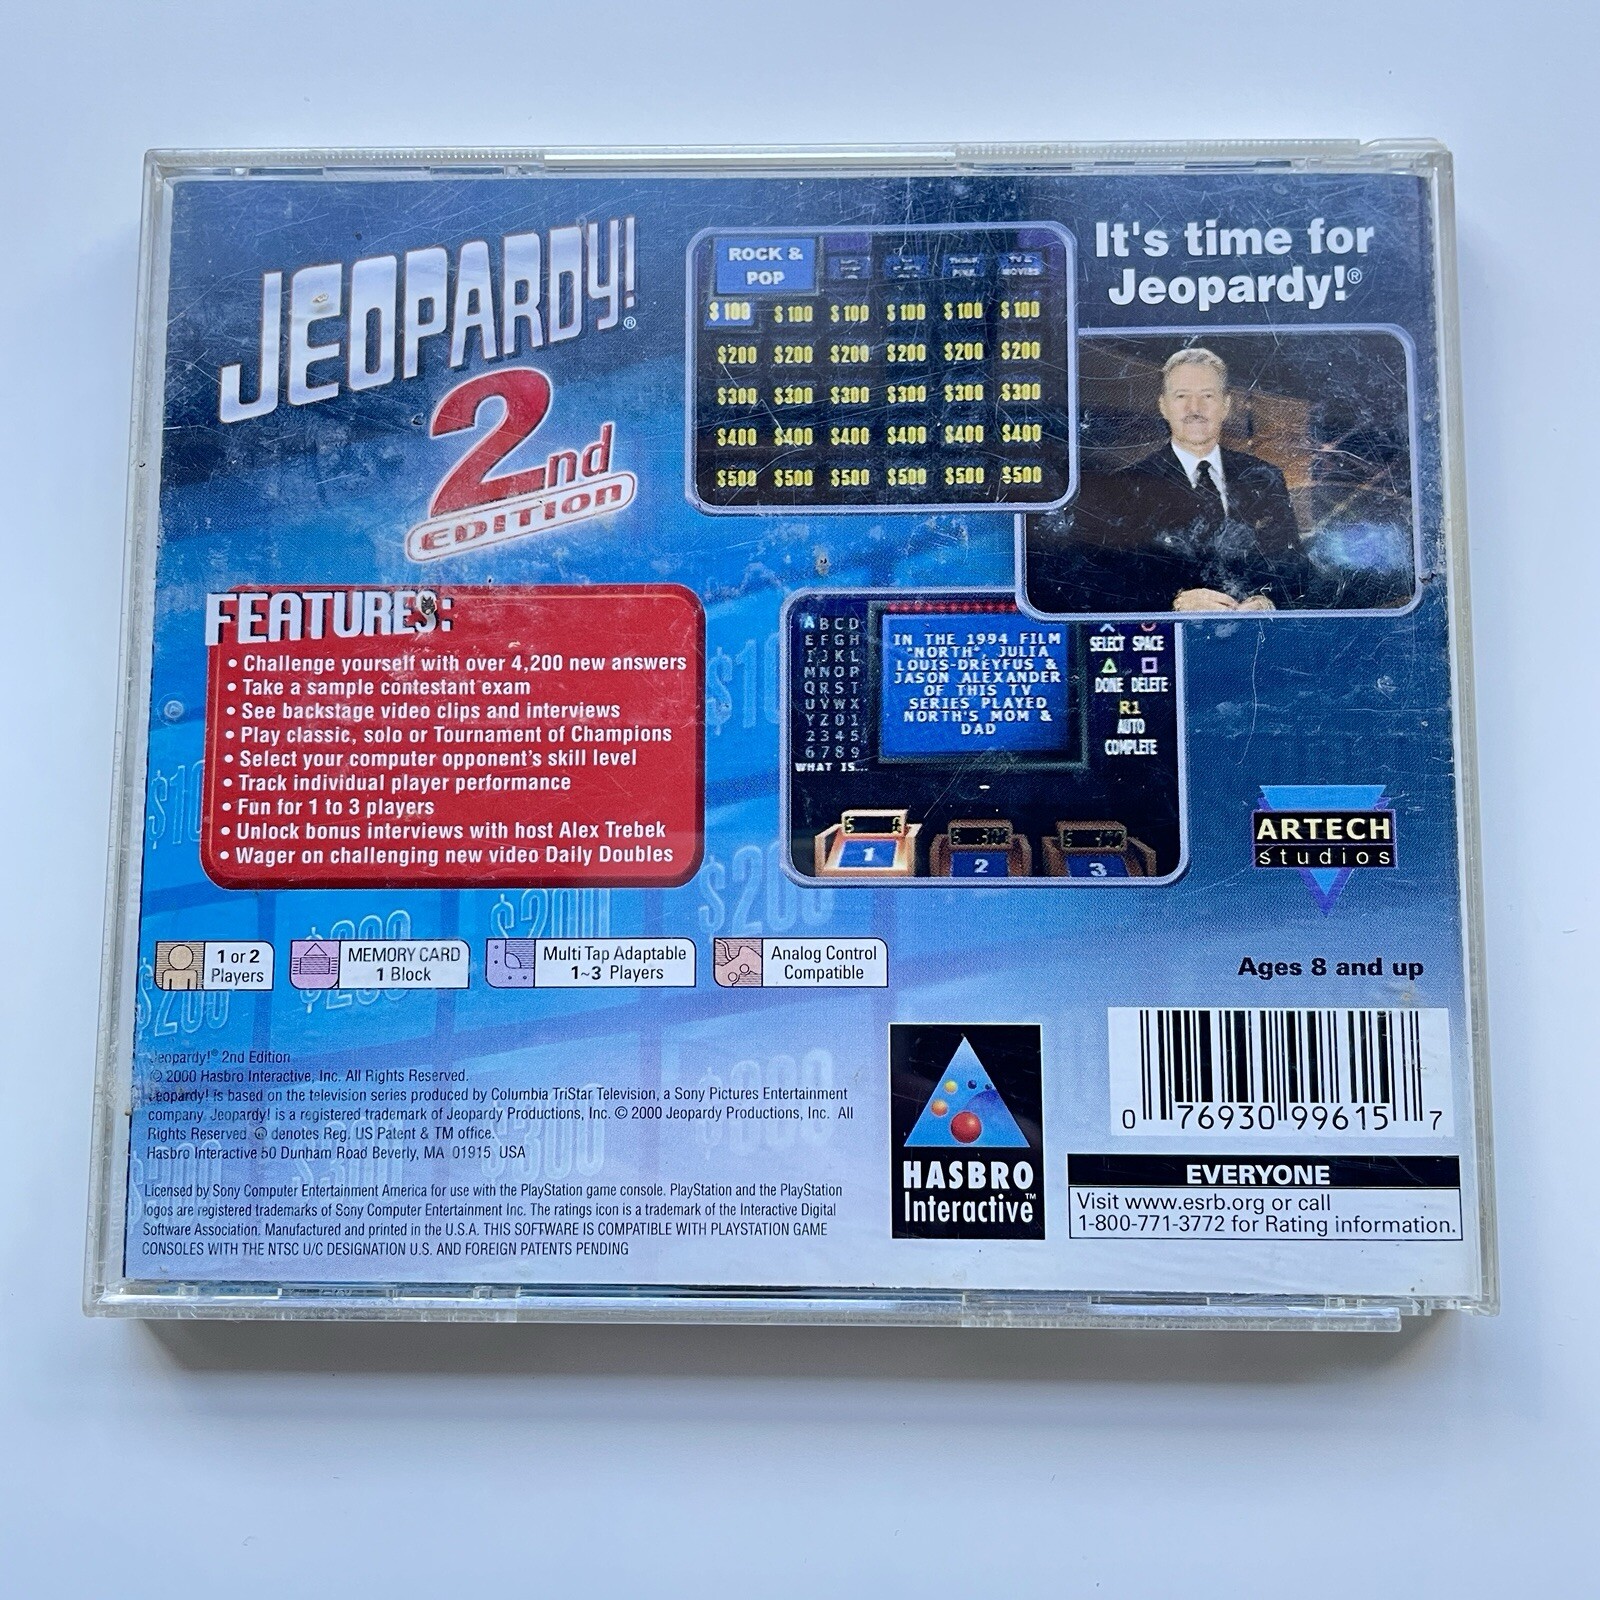 JEOPARDY!®
2nd
EDITION
ROCK &
POP
TV &
MOVIES
$100 $100 $100 $100 $100 $100
$200 $200 $200 $200 $200 $200
$300 $300 $300 $300 $300 $300
$400 $400 $400 $400 $400 $400
$500 $500 $500 $500 $500 $500
It's time for
Jeopardy!®
FEATURES:
• Challenge yourself with over 4,200 new answers
• Take a sample contestant exam
• See backstage video clips and interviews
• Play classic, solo or Tournament of Champions
• Select your computer opponent's skill level
• Track individual player performance
• Fun for 1 to 3 players
• Unlock bonus interviews with host Alex Trebek
• Wager on challenging new video Daily Doubles
A B C D
E F G H
I J K L
M N O P
Q R S T
U V W X
Y Z 0 1
2 3 4 5
6 7 8 9
WHAT IS...
IN THE 1994 FILM
"NORTH", JULIA
LOUIS-DREYFUS &
JASON ALEXANDER
OF THIS TV
SERIES PLAYED
NORTH'S MOM &
DAD
SELECT SPACE
DONE DELETE
R1
AUTO
COMPLETE
1
2
3
ARTECH
studios
1 or 2
Players
MEMORY CARD
1 Block
Multi Tap Adaptable
1~3 Players
Analog Control
Compatible
Ages 8 and up
Jeopardy!® 2nd Edition
© 2000 Hasbro Interactive, Inc. All Rights Reserved.
Jeopardy! is based on the television series produced by Columbia TriStar Television, a Sony Pictures Entertainment
company. Jeopardy! is a registered trademark of Jeopardy Productions, Inc. © 2000 Jeopardy Productions, Inc. All
Rights Reserved. ® denotes Reg. US Patent & TM office.
Hasbro Interactive 50 Dunham Road Beverly, MA 01915 USA
Licensed by Sony Computer Entertainment America for use with the PlayStation game console. PlayStation and the PlayStation
logos are registered trademarks of Sony Computer Entertainment Inc. The ratings icon is a trademark of the Interactive Digital
Software Association. Manufactured and printed in the U.S.A. THIS SOFTWARE IS COMPATIBLE WITH PLAYSTATION GAME
CONSOLES WITH THE NTSC U/C DESIGNATION U.S. AND FOREIGN PATENTS PENDING
HASBRO
Interactive™
0 76930 99615 7
EVERYONE
Visit www.esrb.org or call
1-800-771-3772 for Rating information.